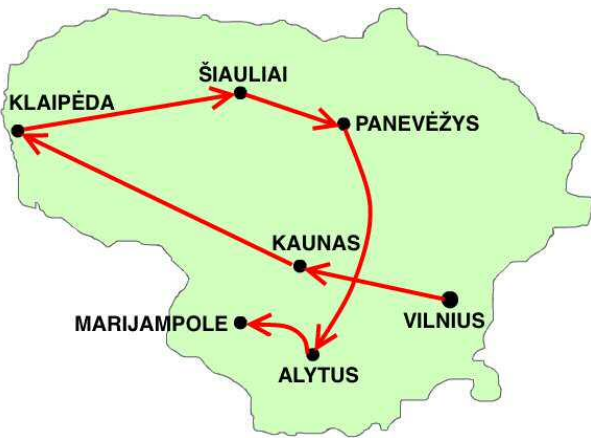 ŠIAULIAI
KLAIPĖDA
PANEVĖŽYS
KAUNAS
MARIJAMPOLE
VILNIUS
ALYTUS